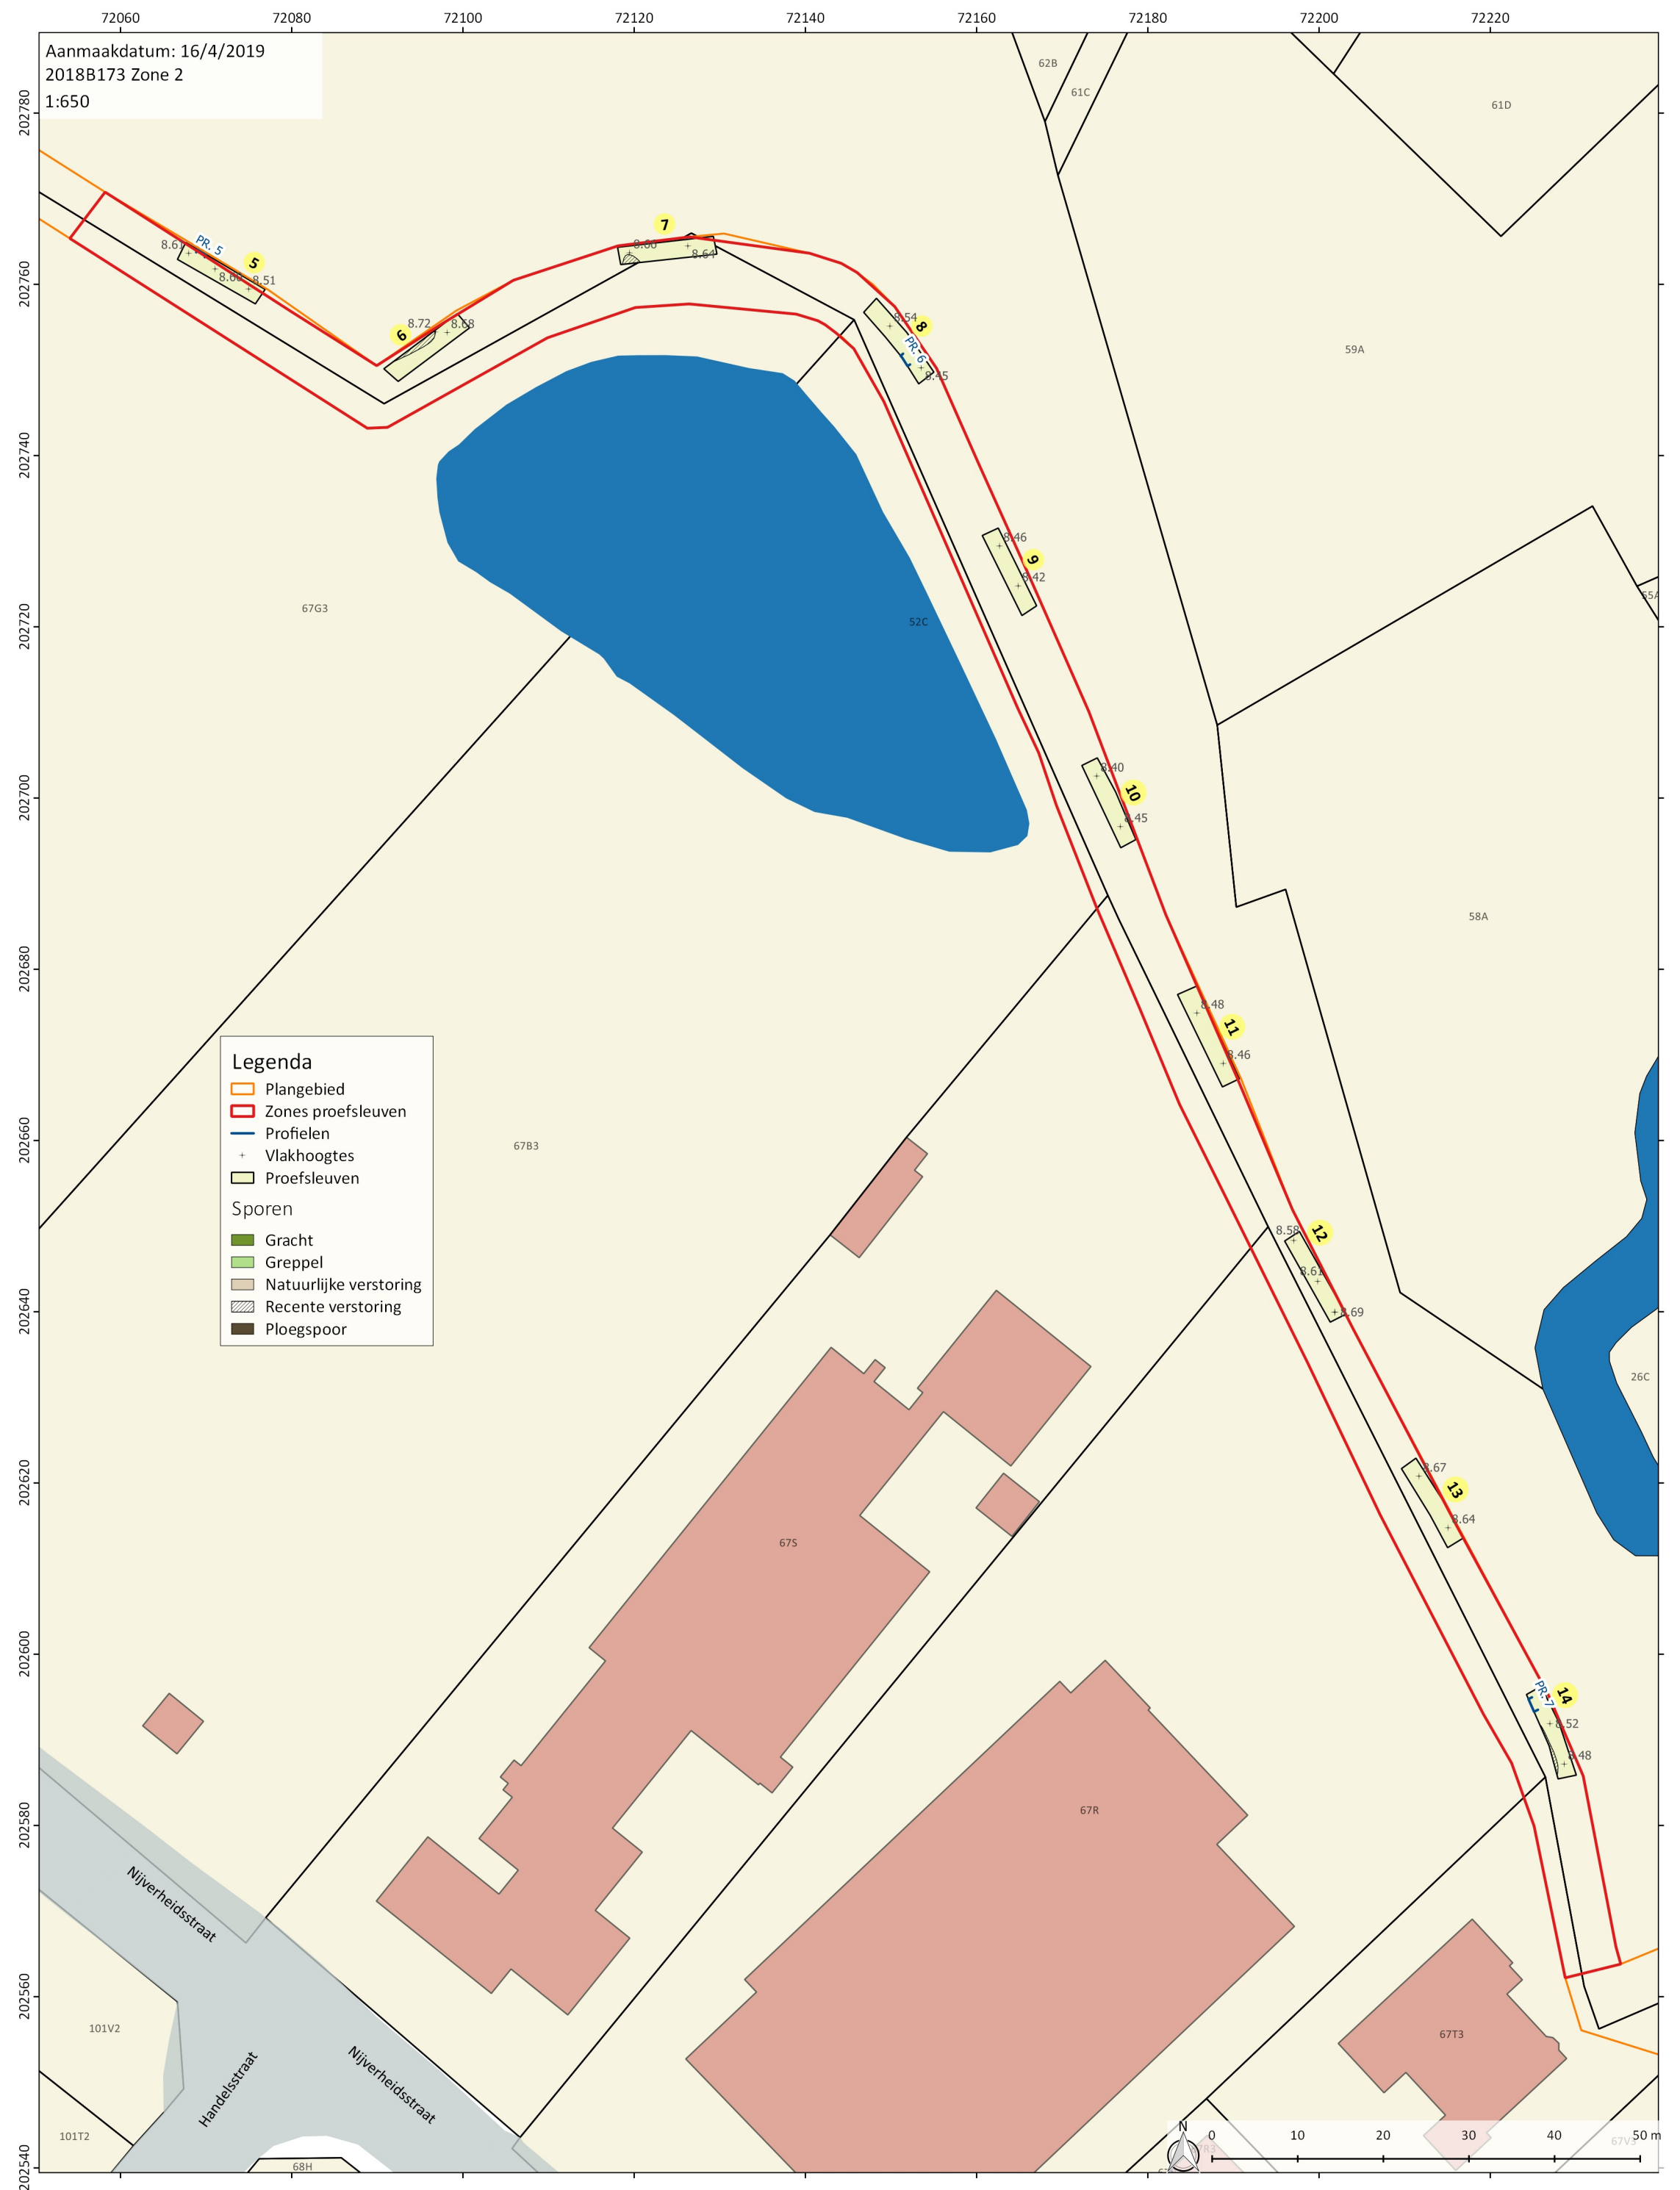 72060 72080 72100 72120 72140 72160 72180 72200 72220
Aanmaakdatum: 16/4/2019
2018B173 Zone 2
1:650
202780
202760
202740
202720
202700
202680
202660
202640
202620
202600
202580
202560
202540
62B
61C
61D
59A
58A
26C
67G3
52C
67B3
67S
67R
67T3
101V2
101T2
68H
PR. 5
5
8.51
6
8.72
8.68
7
8.64
8
8.54
PR. 6
8.45
9
8.46
8.42
10
8.40
8.45
11
8.48
8.46
12
8.58
8.61
8.69
13
8.67
8.64
PR. 7
14
8.52
8.48
Legenda
Plangebied
Zones proefsleuven
Profielen
Vlakhoogtes
Proefsleuven
Sporen
Gracht
Greppel
Natuurlijke verstoring
Recente verstoring
Ploegspoor
Nijverheidsstraat
Handelsstraat
Nijverheidsstraat
N
0 10 20 30 40 50 m